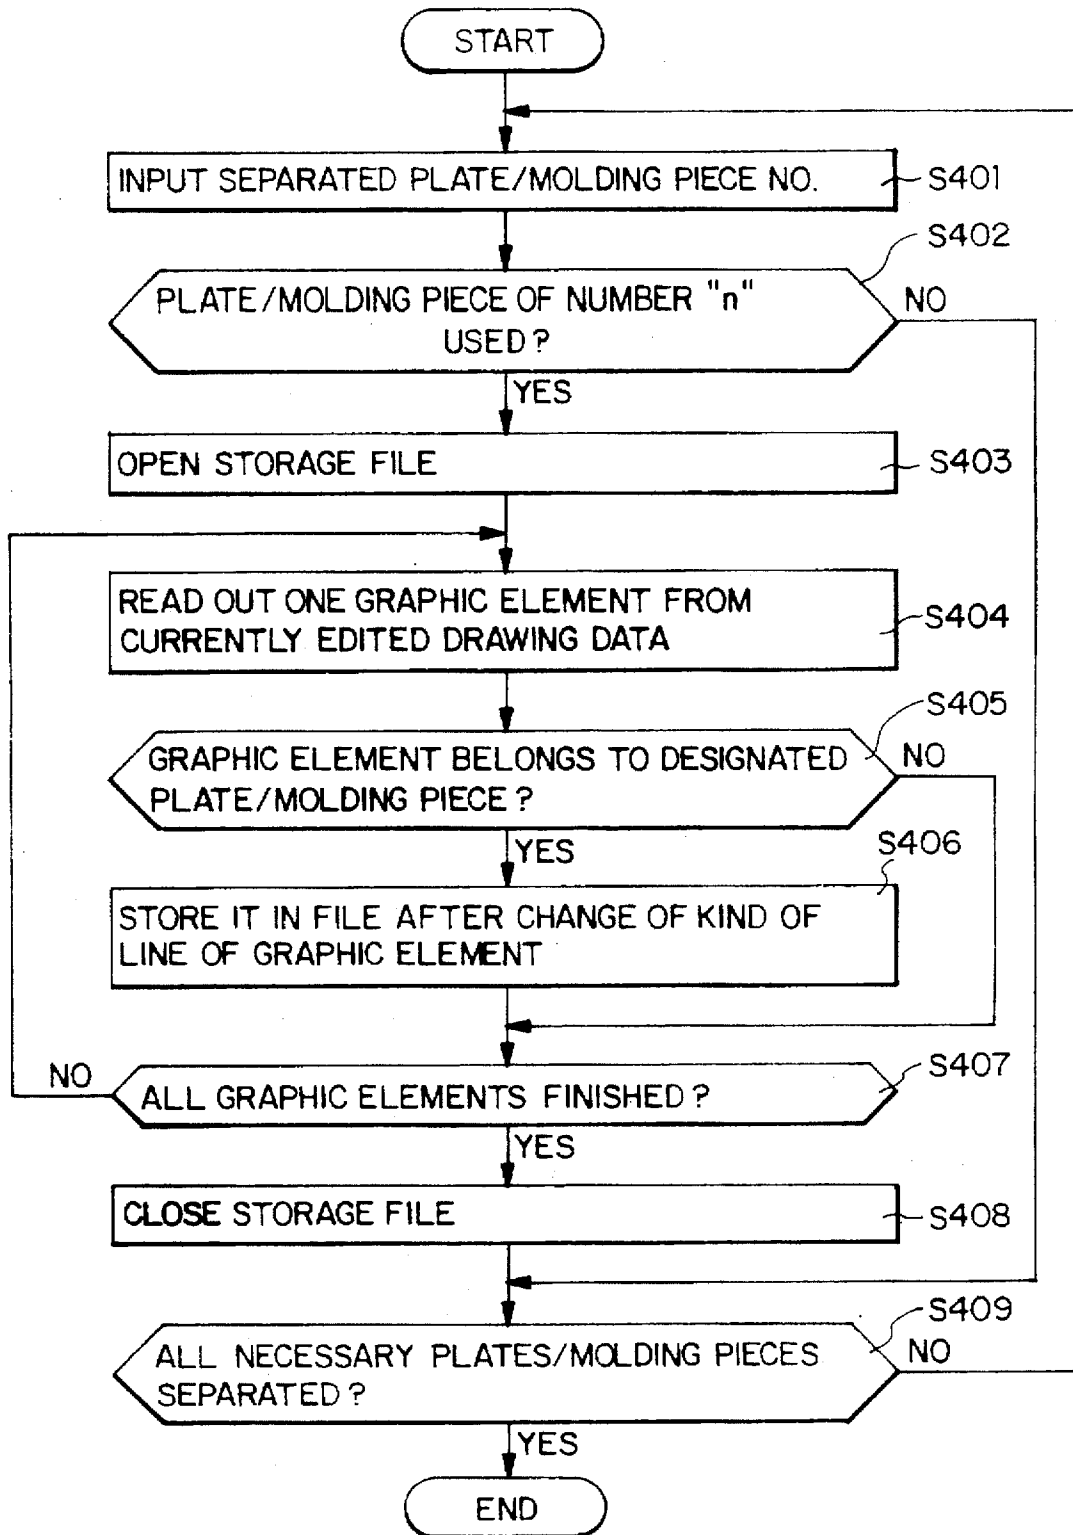 START
INPUT SEPARATED PLATE/MOLDING PIECE NO.
S401
S402
PLATE/MOLDING PIECE OF NUMBER "n"
USED?
NO
YES
OPEN STORAGE FILE
S403
READ OUT ONE GRAPHIC ELEMENT FROM
CURRENTLY EDITED DRAWING DATA
S404
S405
GRAPHIC ELEMENT BELONGS TO DESIGNATED
PLATE/MOLDING PIECE?
NO
YES
S406
STORE IT IN FILE AFTER CHANGE OF KIND OF
LINE OF GRAPHIC ELEMENT
S407
NO
ALL GRAPHIC ELEMENTS FINISHED?
YES
CLOSE STORAGE FILE
S408
S409
ALL NECESSARY PLATES/MOLDING PIECES
SEPARATED?
NO
YES
END